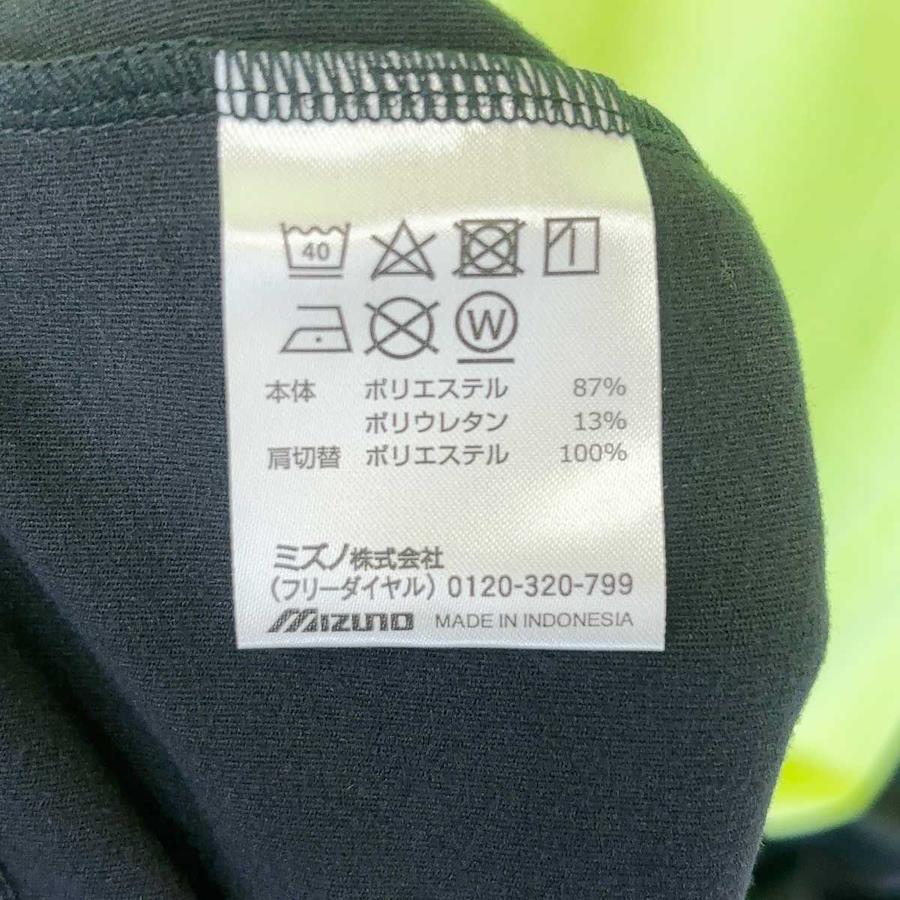 40
W
本体 ポリエステル 87%
ポリウレタン 13%
肩切替 ポリエステル 100%
ミズノ株式会社
(フリーダイヤル) 0120-320-799
MIZUNO MADE IN INDONESIA